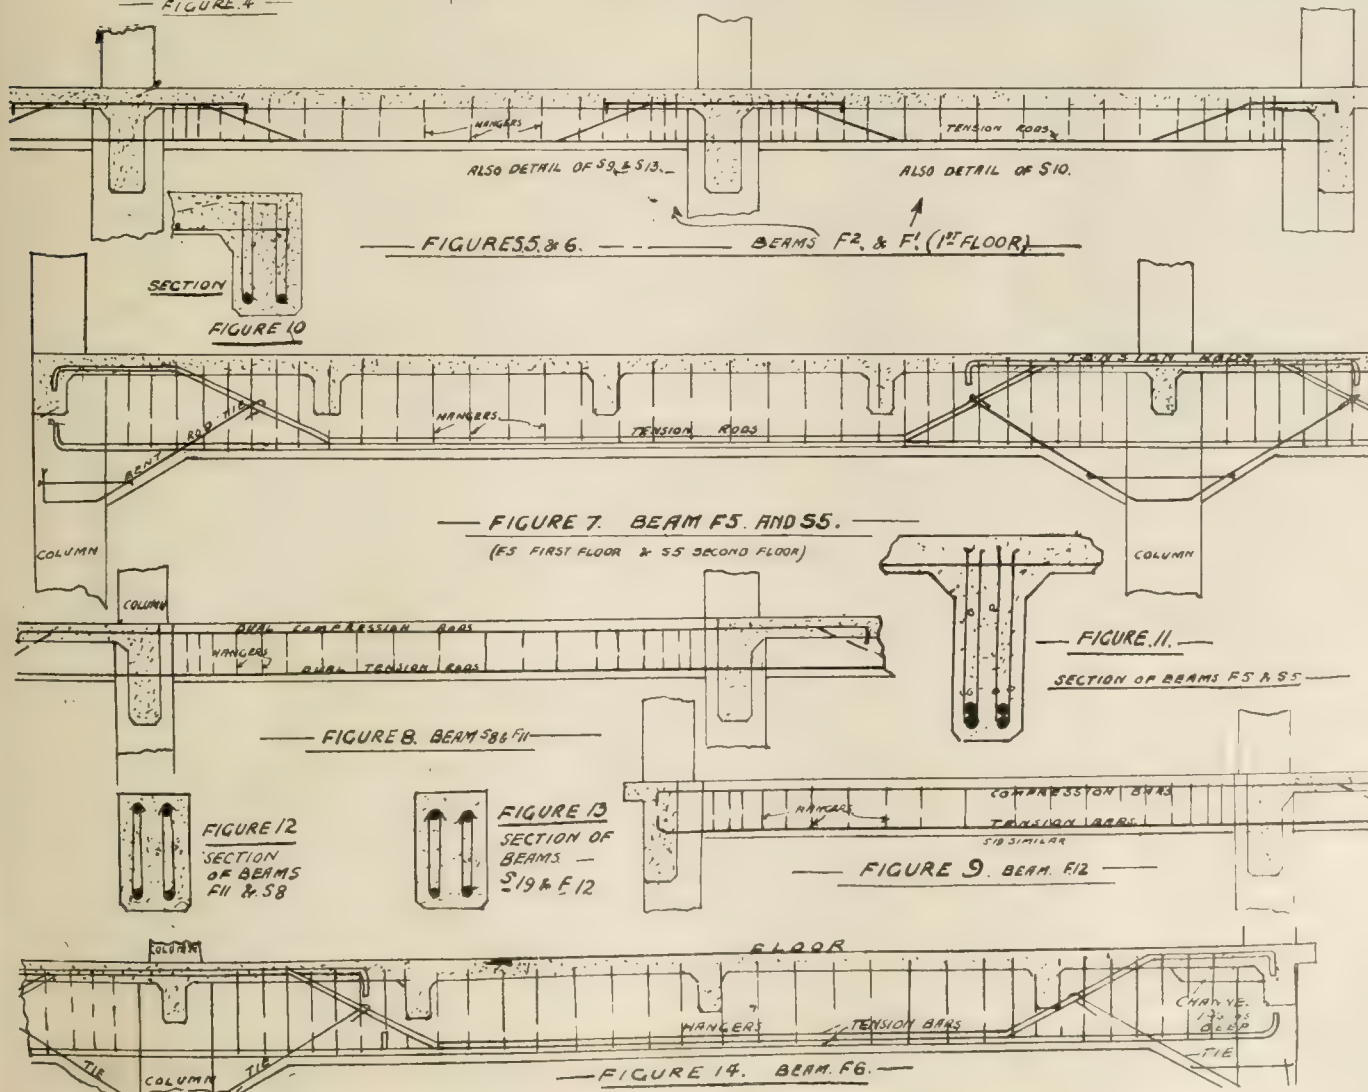 FIGURE.4
HANGERS
TENSION RODS
ALSO DETAIL OF S9 & S13.
ALSO DETAIL OF S10.
FIGURES 5. & 6.
BEAMS F2. & F1. (1ST FLOOR)
SECTION
FIGURE 10
TENSION RODS
BENT ROD TIE
HANGERS
TENSION RODS
FIGURE 7. BEAM F5. AND S5.
(F5 FIRST FLOOR & S5 SECOND FLOOR)
COLUMN
COLUMN
COLUMN
DUAL COMPRESSION RODS
HANGERS
DUAL TENSION RODS
FIGURE 11.
SECTION OF BEAMS F5 & S5
FIGURE 8. BEAM S8 & F11
FIGURE 12
SECTION
OF BEAMS
F11 & S8
FIGURE 13
SECTION OF
BEAMS
S19 & F12
COMPRESSION BARS
HANGERS
TENSION BARS
S19 SIMILAR
FIGURE 9. BEAM. F12
COLUMN
FLOOR
HANGERS
TENSION BARS
DEEP
TIE
TIE
TIE
COLUMN
FIGURE 14. BEAM. F6.